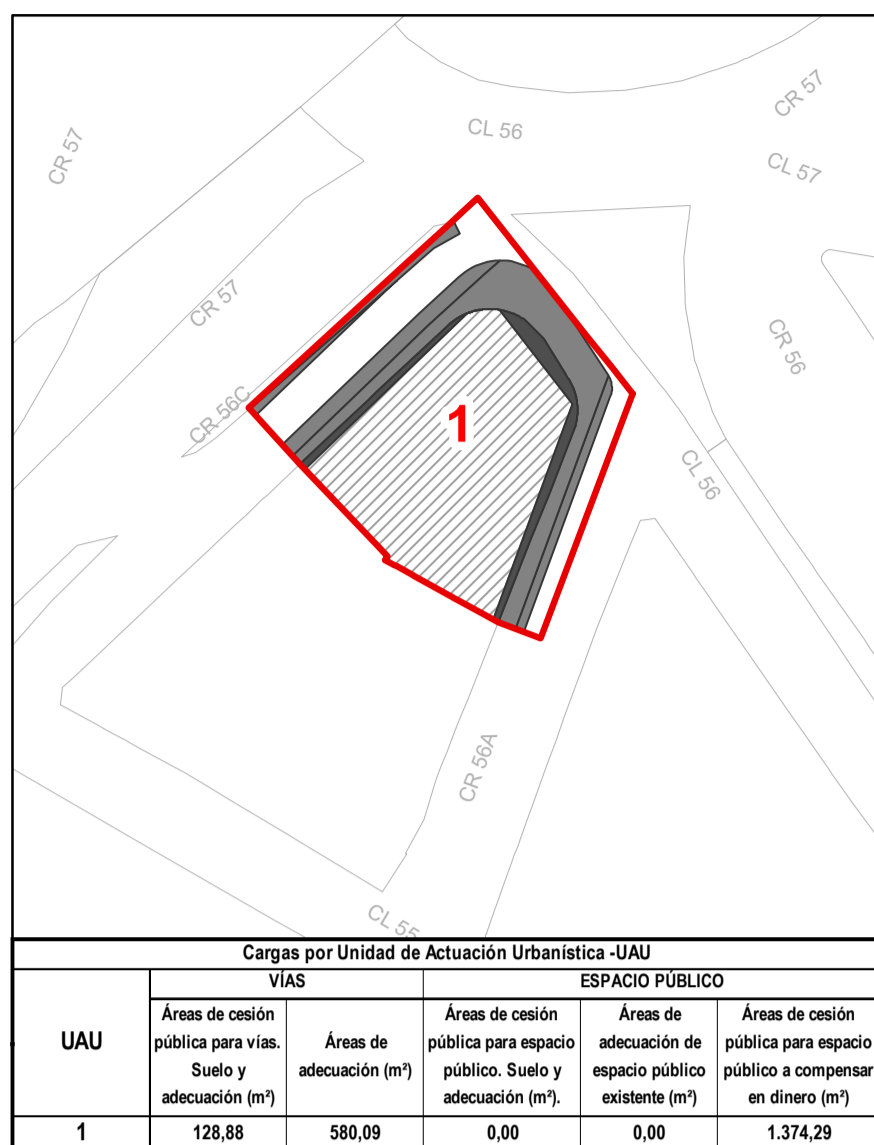 CR 57
CL 56
CR 57
CL 57
CR 57
CR 56
CR 56C
1
CL 56
CR 56A
CL 55
Cargas por Unidad de Actuación Urbanística -UAU
VÍAS
ESPACIO PÚBLICO
UAU
Áreas de cesión
pública para vías.
Suelo y
adecuación (m²)
Áreas de
adecuación (m²)
Áreas de cesión
pública para espacio
público. Suelo y
adecuación (m²).
Áreas de
adecuación de
espacio público
existente (m²)
Áreas de cesión
pública para espacio
público a compensar
en dinero (m²)
1 128,88 580,09 0,00 0,00 1.374,29